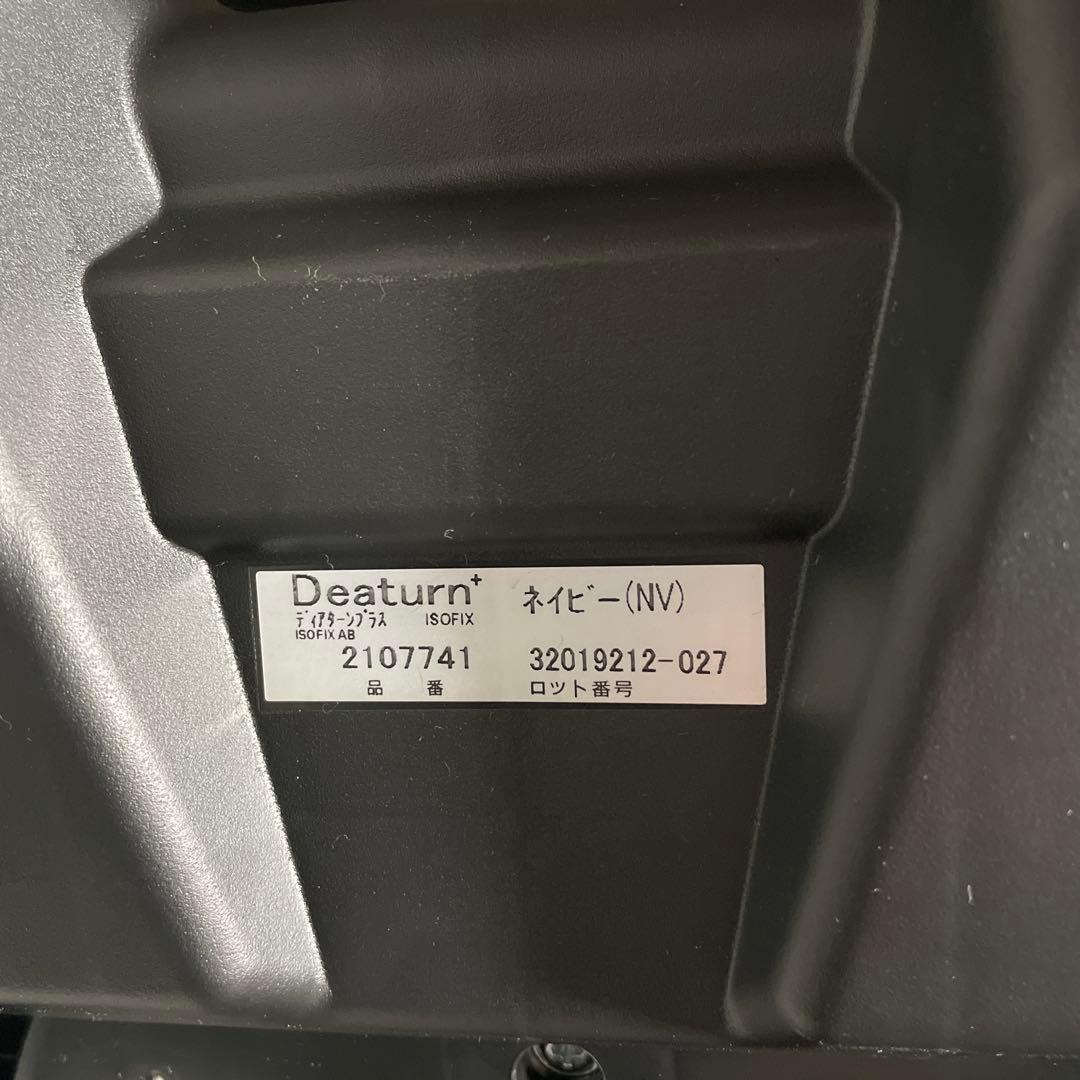 Deaturn+ ネイビー(NV)
ディアターンプラス ISOFIX
ISOFIX AB
2107741 32019212-027
品 番 ロット番号